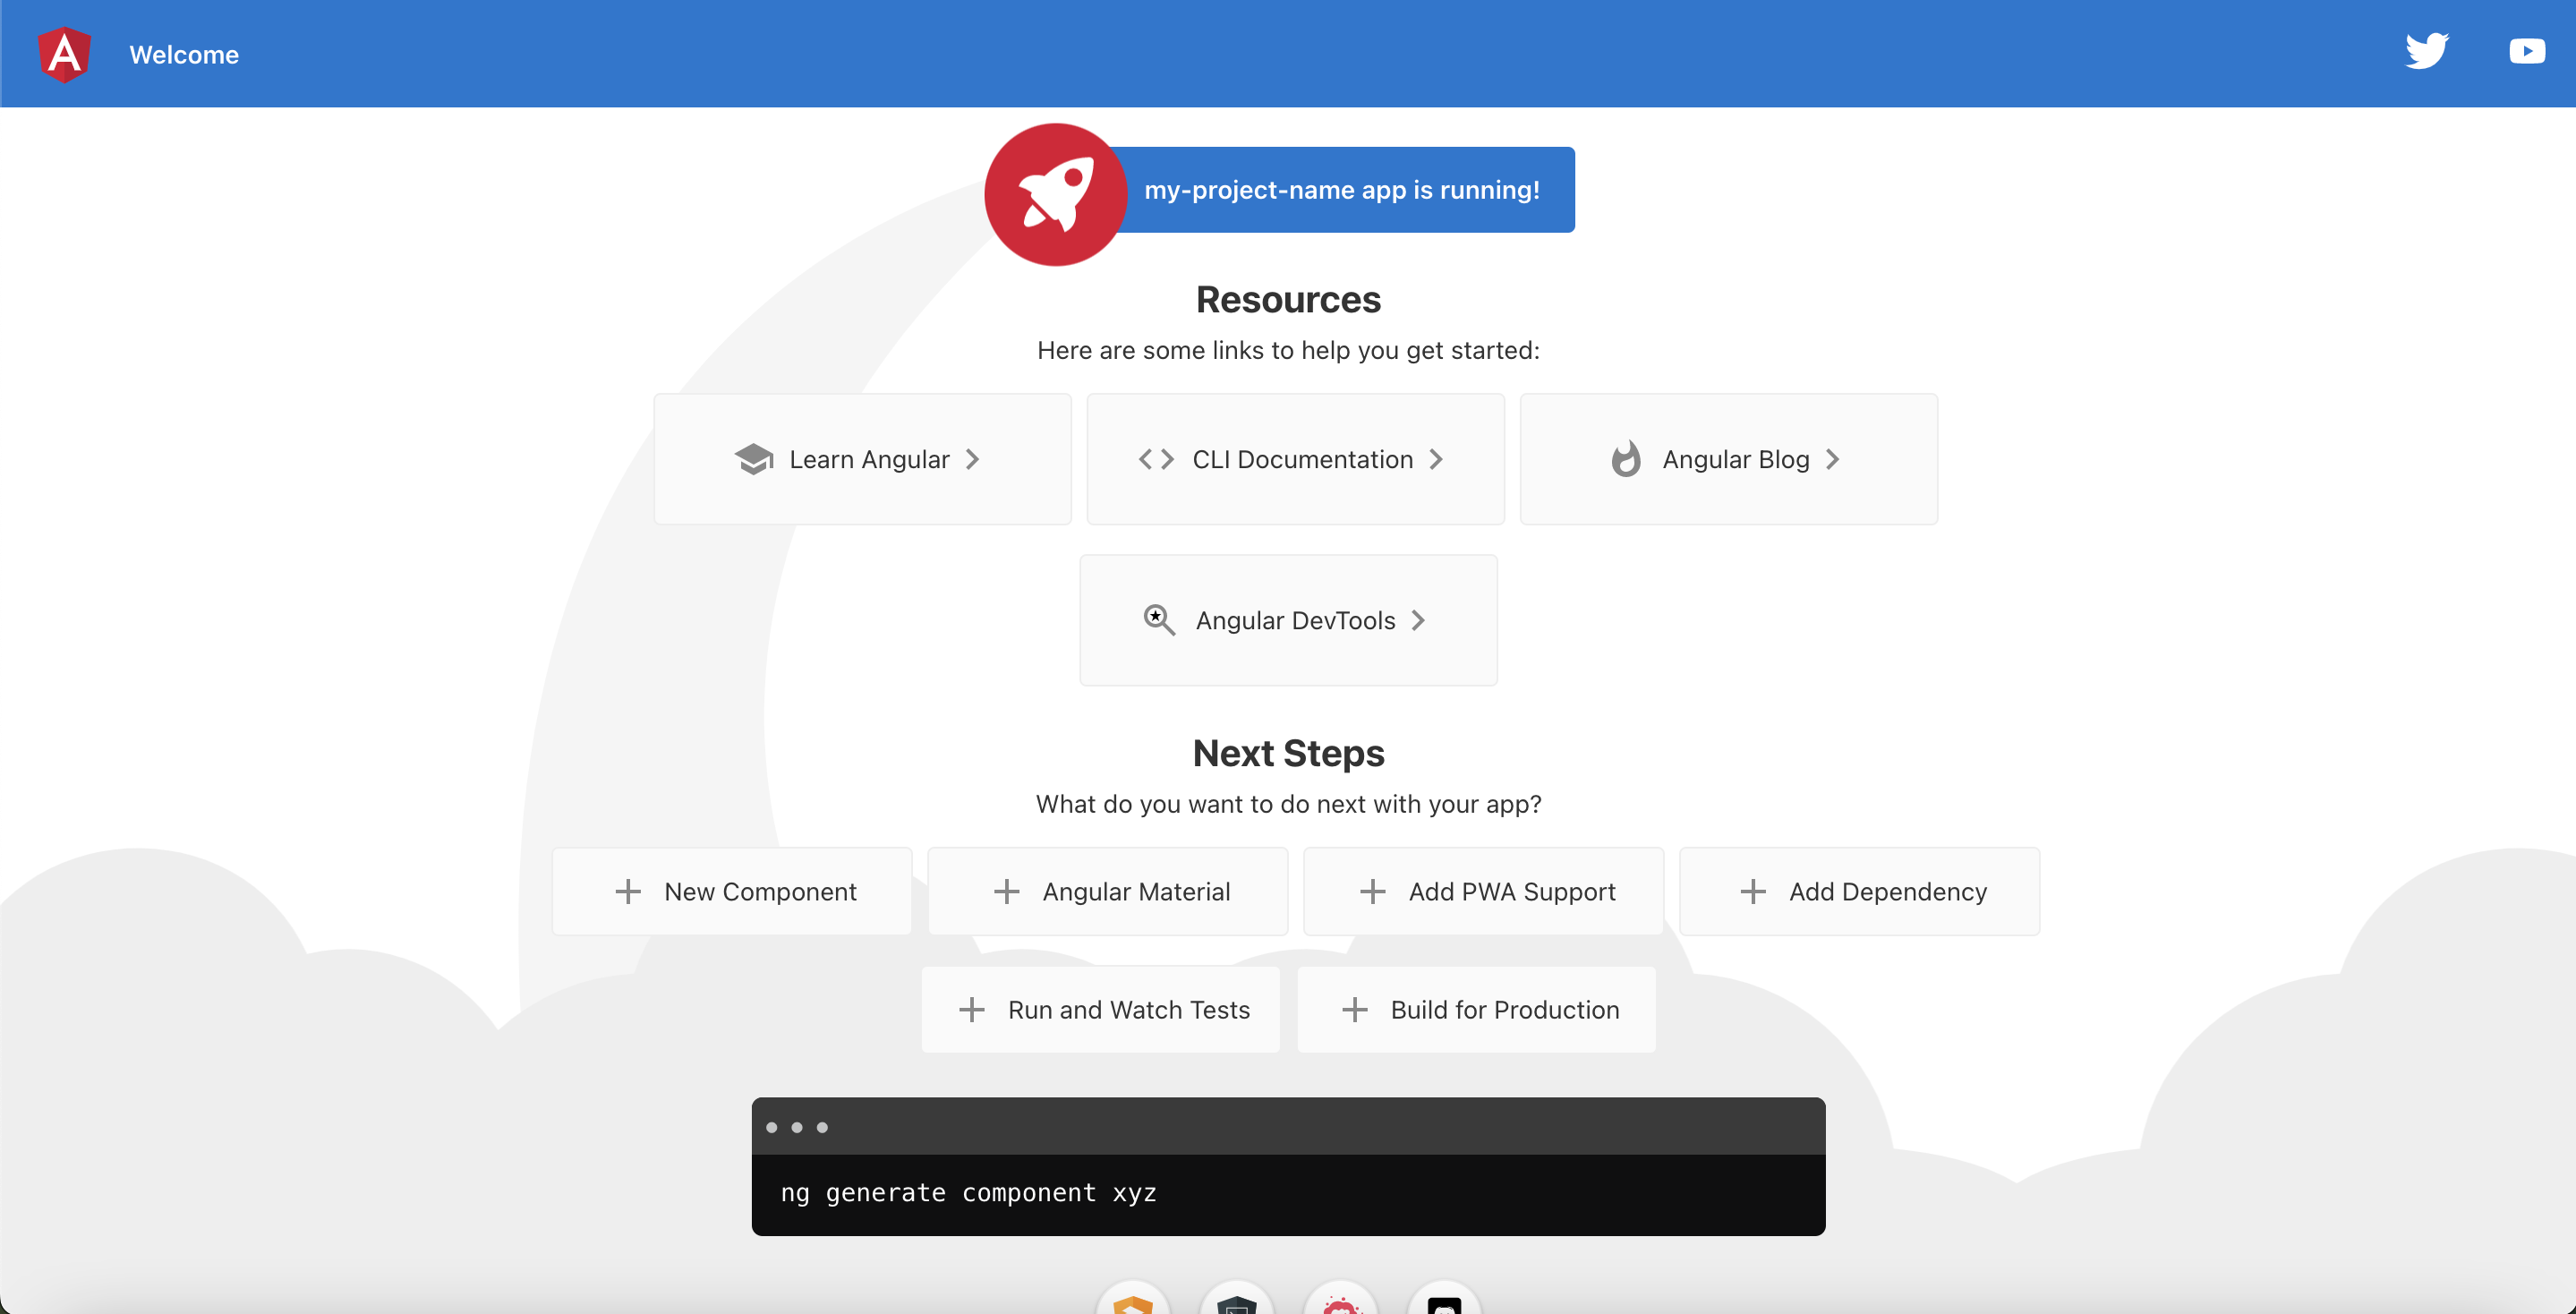 Welcome
my-project-name app is running!
Resources
Here are some links to help you get started:
Learn Angular
CLI Documentation
Angular Blog
Angular DevTools
Next Steps
What do you want to do next with your app?
New Component
Angular Material
Add PWA Support
Add Dependency
Run and Watch Tests
Build for Production
ng generate component xyz